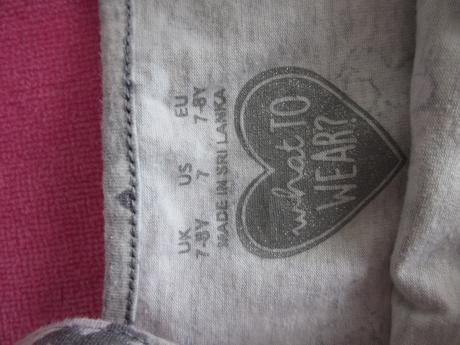 what TO
WEAR?
UK US EU
7-8Y 7 7-8Y
MADE IN SRI LANKA